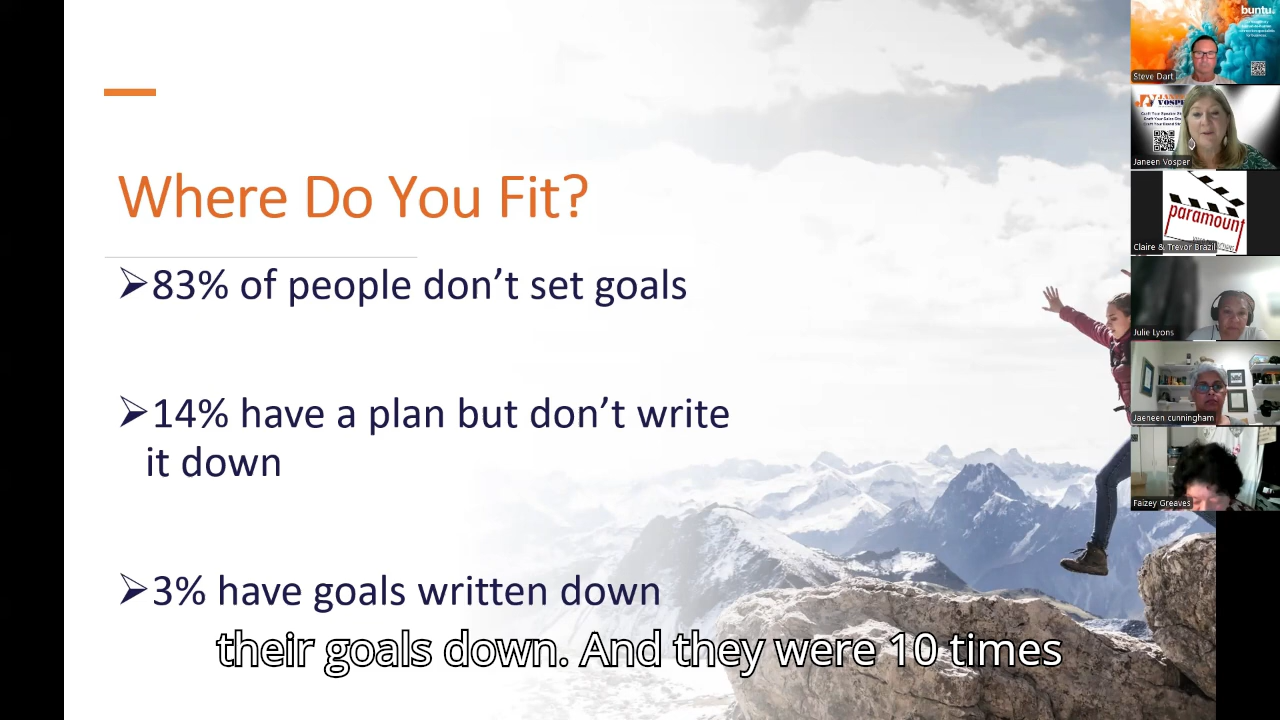 Where Do You Fit?
⮚83% of people don’t set goals
⮚14% have a plan but don’t write
it down
⮚3% have goals written down
their goals down. And they were 10 times
buntu.
Steve Dart
VOSPE
Janeen Vosper
paramount
Claire & Trevor Brazil
Julie Lyons
Jaeneen cunningham
Faizey Greaves